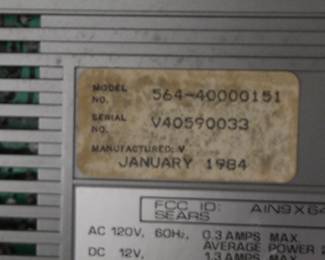 MODEL NO. 564-40000151
SERIAL NO. V40590033
MANUFACTURED: V
JANUARY 1984
FCC ID: AIN9X64
SEARS
AC 120V, 60Hz, 0.3 AMPS MAX.
AVERAGE POWER
DC 12V, 1.3 AMPS MAX.